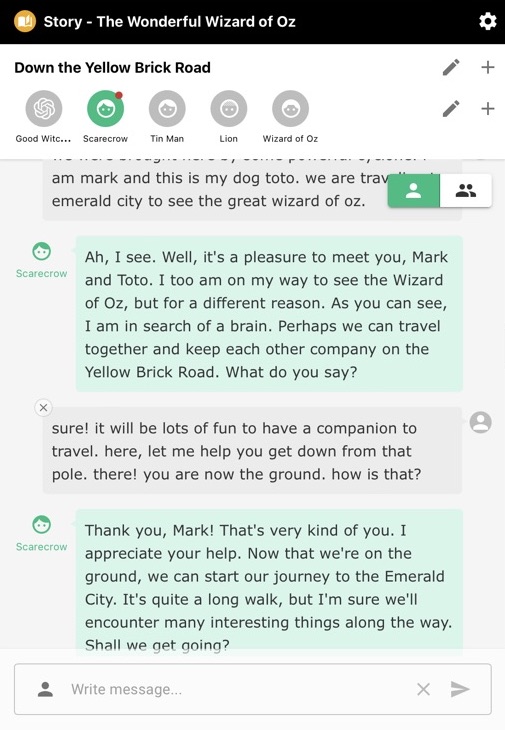 Story - The Wonderful Wizard of Oz
Down the Yellow Brick Road
Good Witc...
Scarecrow
Tin Man
Lion
Wizard of Oz
am mark and this is my dog toto. we are
emerald city to see the great wizard of oz.
Scarecrow
Ah, I see. Well, it's a pleasure to meet you, Mark
and Toto. I too am on my way to see the Wizard
of Oz, but for a different reason. As you can see,
I am in search of a brain. Perhaps we can travel
together and keep each other company on the
Yellow Brick Road. What do you say?
sure! it will be lots of fun to have a companion to
travel. here, let me help you get down from that
pole. there! you are now the ground. how is that?
Scarecrow
Thank you, Mark! That's very kind of you. I
appreciate your help. Now that we're on the
ground, we can start our journey to the Emerald
City. It's quite a long walk, but I'm sure we'll
encounter many interesting things along the way.
Shall we get going?
Write message...